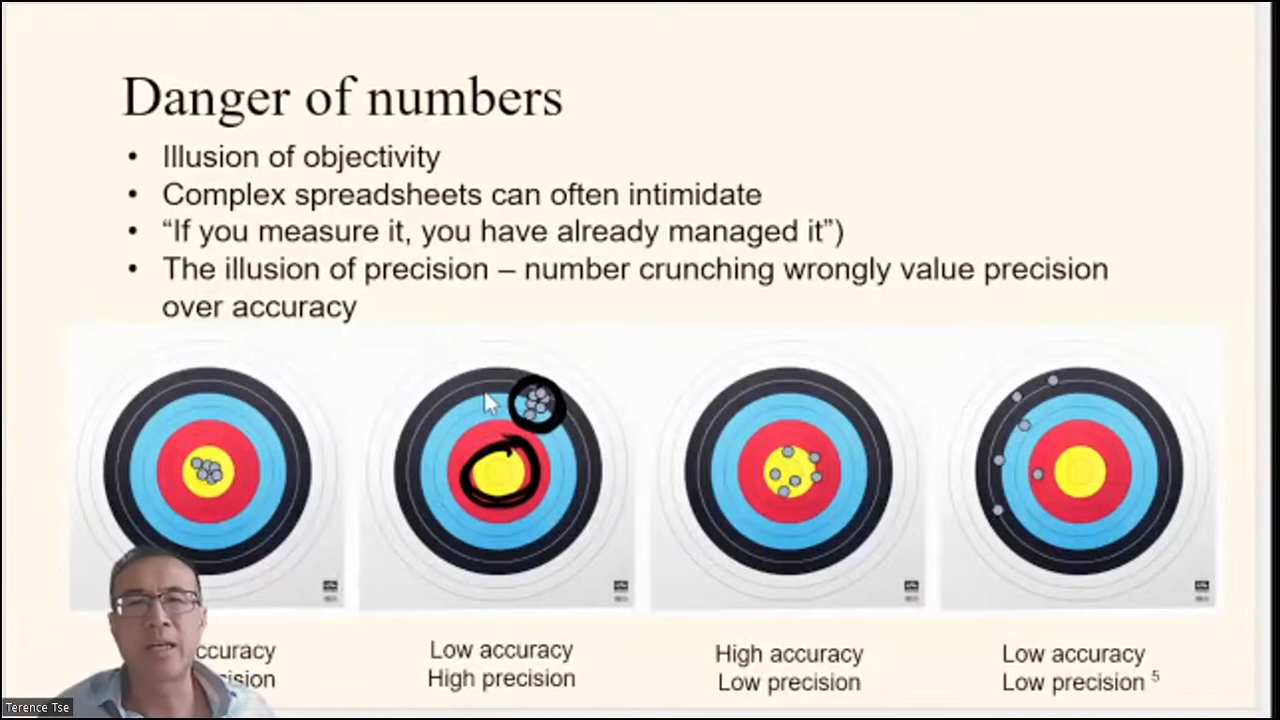 Danger of numbers
• Illusion of objectivity
• Complex spreadsheets can often intimidate
• “If you measure it, you have already managed it”)
• The illusion of precision – number crunching wrongly value precision
over accuracy
ccuracy
cision
Low accuracy
High precision
High accuracy
Low precision
Low accuracy
Low precision 5
Terence Tse